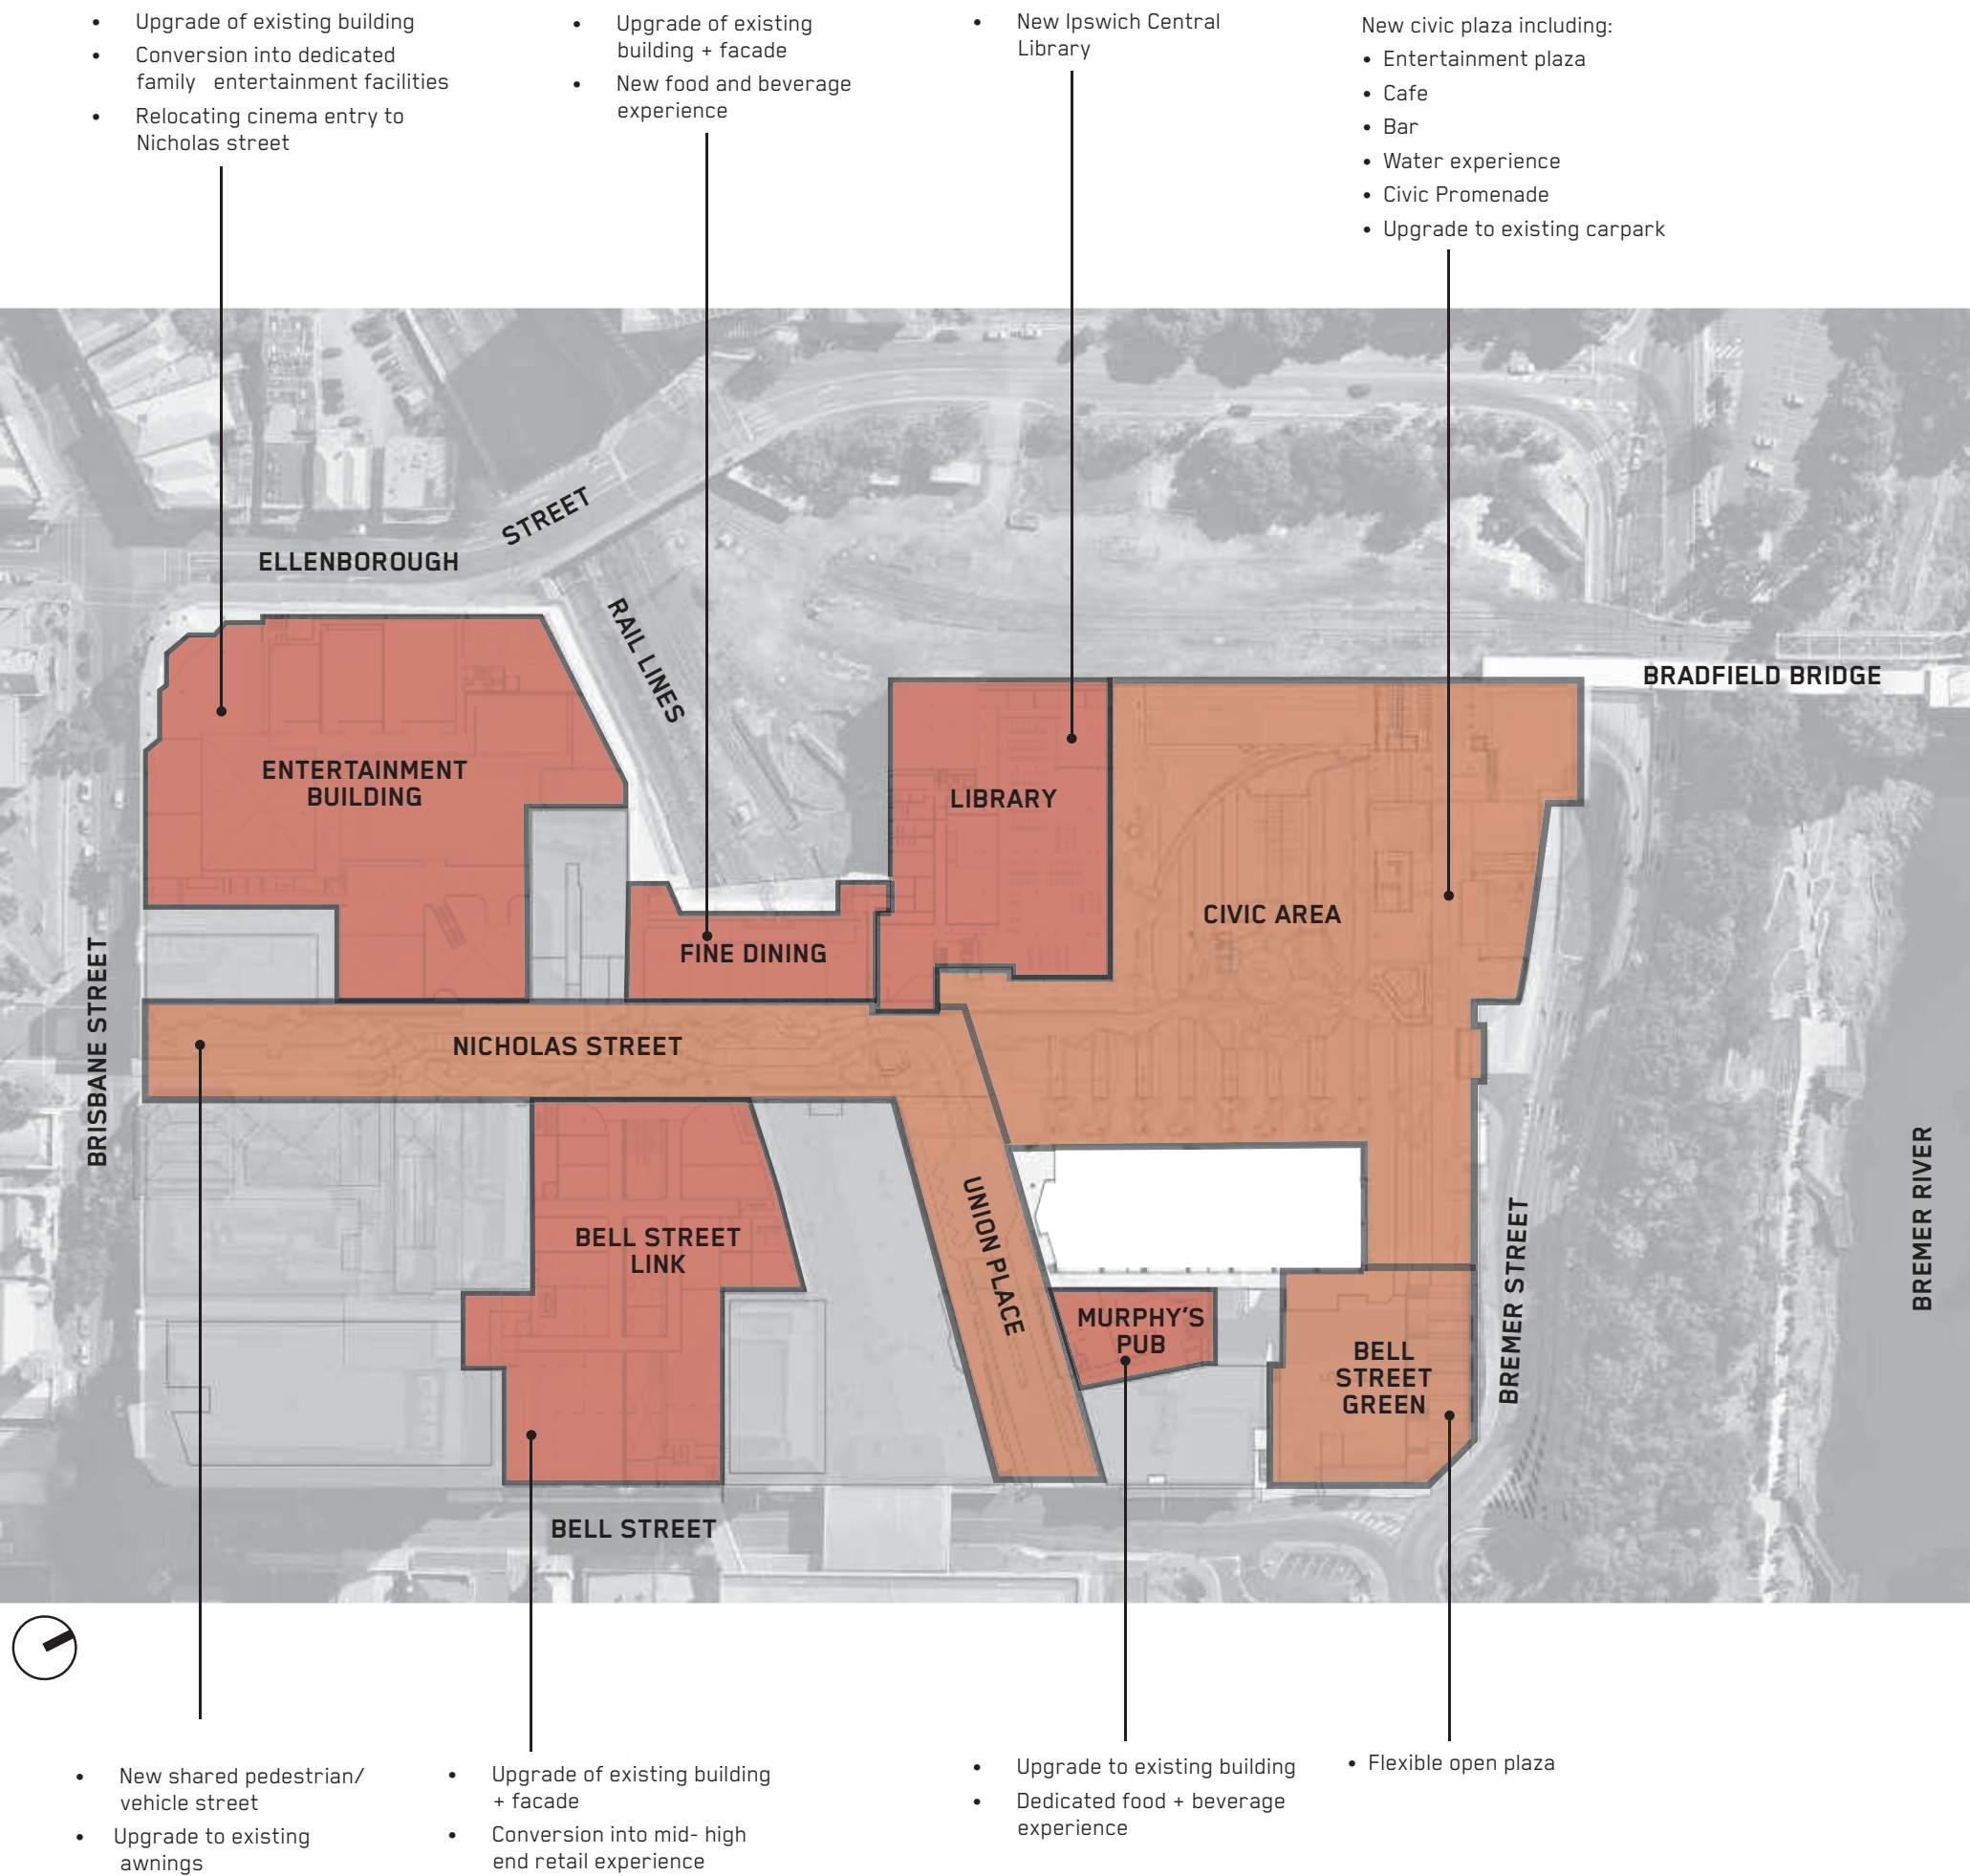 • Upgrade of existing building
• Conversion into dedicated
family entertainment facilities
• Relocating cinema entry to
Nicholas street
• Upgrade of existing
building + facade
• New food and beverage
experience
• New Ipswich Central
Library
New civic plaza including:
• Entertainment plaza
• Cafe
• Bar
• Water experience
• Civic Promenade
• Upgrade to existing carpark
ELLENBOROUGH
STREET
RAIL LINES
BRADFIELD BRIDGE
ENTERTAINMENT
BUILDING
LIBRARY
CIVIC AREA
FINE DINING
BRISBANE STREET
NICHOLAS STREET
BELL STREET
LINK
UNION PLACE
MURPHY'S
PUB
BELL
STREET
GREEN
BREMER STREET
BREMER RIVER
BELL STREET
• New shared pedestrian/
vehicle street
• Upgrade to existing
awnings
• Upgrade of existing building
+ facade
• Conversion into mid- high
end retail experience
• Upgrade to existing building
• Dedicated food + beverage
experience
• Flexible open plaza